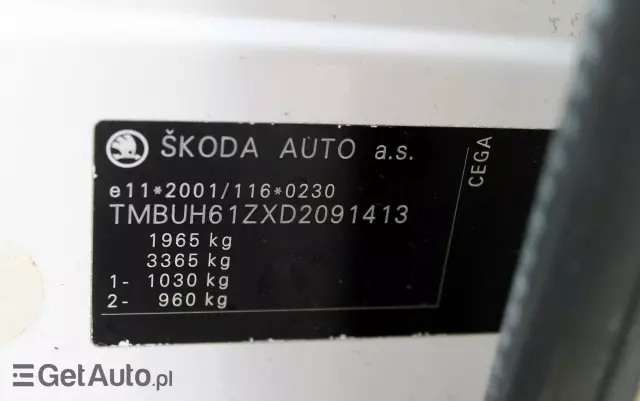 ŠKODA AUTO a.s.
e11*2001/116*0230
TMBUH61ZXD2091413
1965 kg
3365 kg
1- 1030 kg
2- 960 kg
CEGA
GetAuto.pl